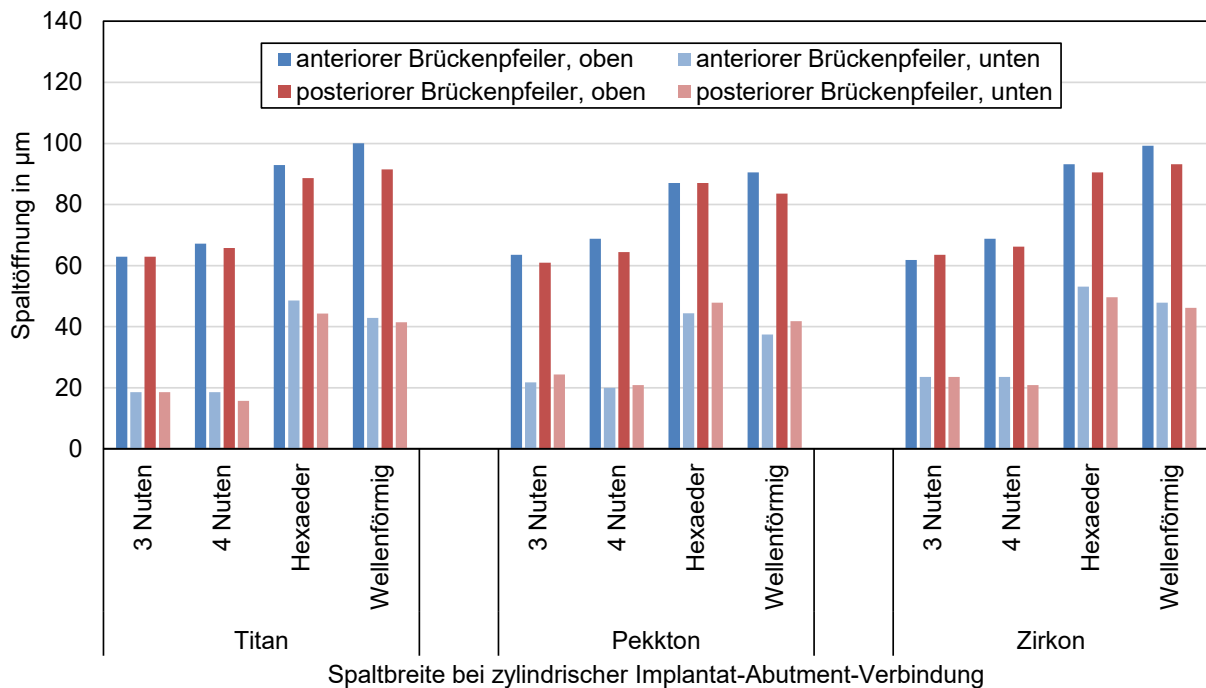 140
120
100
80
60
40
20
0
Spaltöffnung in µm
anteriorer Brückenpfeiler, oben
anteriorer Brückenpfeiler, unten
posteriorer Brückenpfeiler, oben
posteriorer Brückenpfeiler, unten
3 Nuten
4 Nuten
Hexaeder
Wellenförmig
3 Nuten
4 Nuten
Hexaeder
Wellenförmig
3 Nuten
4 Nuten
Hexaeder
Wellenförmig
Titan
Pekkton
Zirkon
Spaltbreite bei zylindrischer Implantat-Abutment-Verbindung